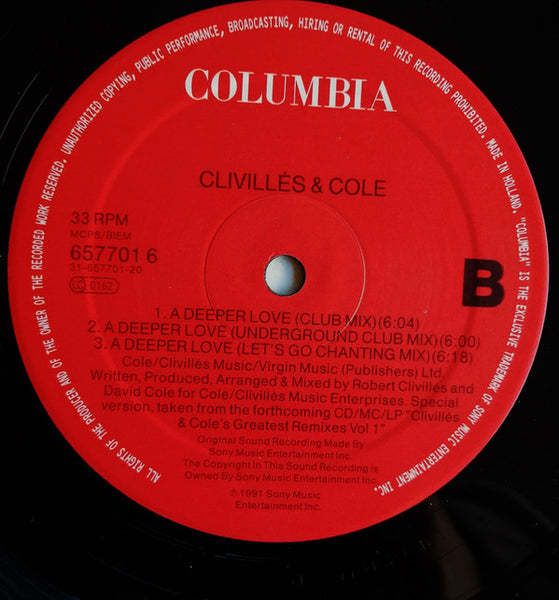 ALL RIGHTS OF THE PRODUCER AND OF THE OWNER OF THE RECORDED WORK RESERVED. UNAUTHORIZED COPYING, PUBLIC PERFORMANCE, BROADCASTING, HIRING OR RENTAL OF THIS RECORDING PROHIBITED. MADE IN HOLLAND. "COLUMBIA" IS THE EXCLUSIVE TRADEMARK OF SONY MUSIC ENTERTAINMENT INC.
COLUMBIA
CLIVILLÉS & COLE
33 RPM
MCPS/BIEM
657701 6
31-657701-20
LC 0162
B
1. A DEEPER LOVE (CLUB MIX)(6:04)
2. A DEEPER LOVE (UNDERGROUND CLUB MIX)(6:00)
3. A DEEPER LOVE (LET'S GO CHANTING MIX)(6:18)
Cole/Clivillés Music/Virgin Music (Publishers) Ltd.
Written, Produced, Arranged & Mixed by Robert Clivillés and
David Cole for Cole/Clivillés Music Enterprises. Special
version, taken from the forthcoming CD/MC/LP "Clivillés
& Cole's Greatest Remixes Vol 1"
Original Sound Recording Made By
Sony Music Entertainment Inc.
The Copyright In This Sound Recording Is
Owned By Sony Music Entertainment Inc.
℗ 1991 Sony Music
Entertainment Inc.